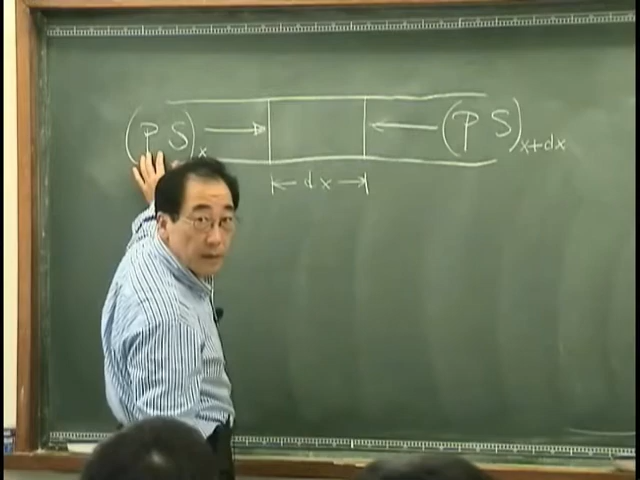 (p S)x → ← (p S)x+dx
|← dx →|